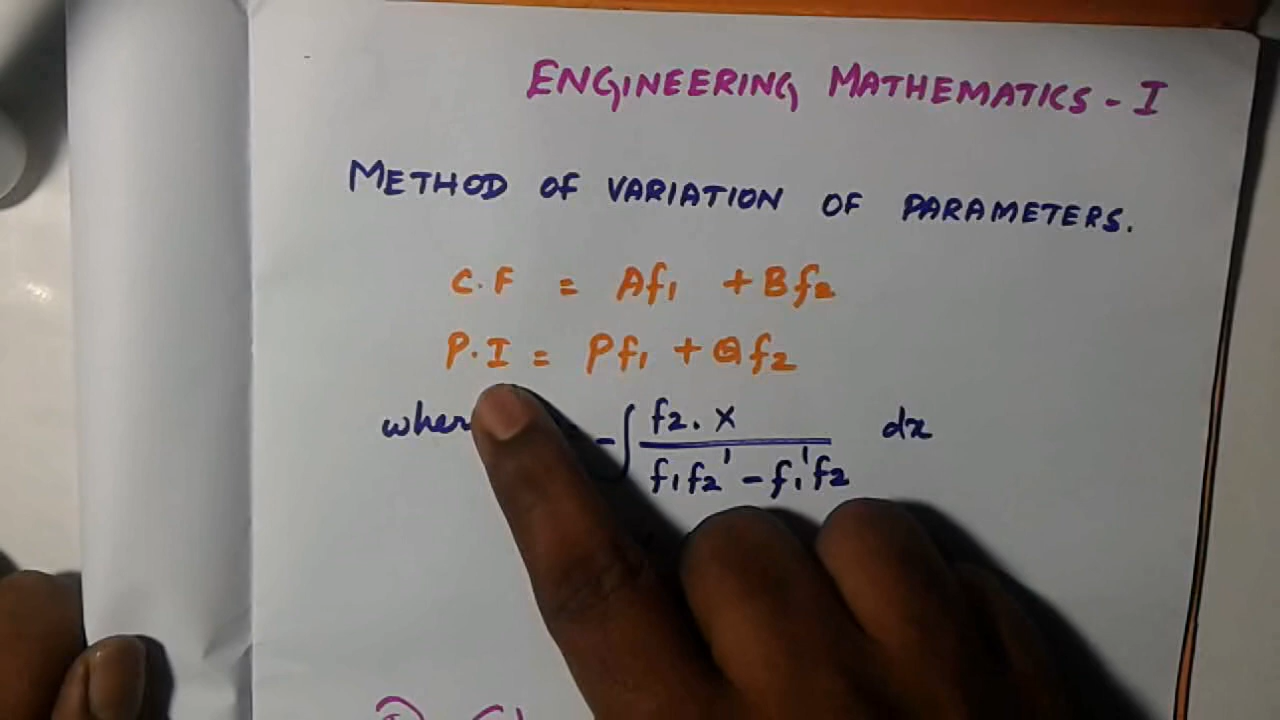 ENGINEERING MATHEMATICS - I
METHOD OF VARIATION OF PARAMETERS.
C.F = Af1 + Bf2
P.I = Pf1 + Qf2
- ∫ f2. X / f1f2' - f1'f2 dx